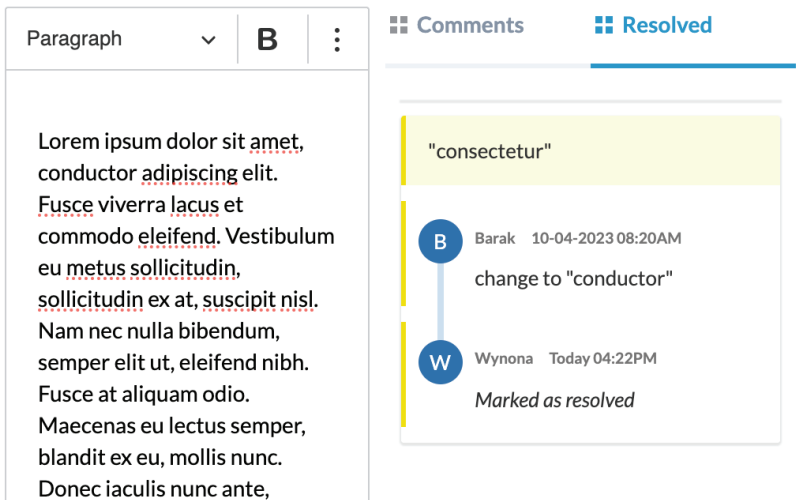 Paragraph B
Comments Resolved
Lorem ipsum dolor sit amet,
conductor adipiscing elit.
Fusce viverra lacus et
commodo eleifend. Vestibulum
eu metus sollicitudin,
sollicitudin ex at, suscipit nisl.
Nam nec nulla bibendum,
semper elit ut, eleifend nibh.
Fusce at aliquam odio.
Maecenas eu lectus semper,
blandit ex eu, mollis nunc.
Donec iaculis nunc ante,
"consectetur"
B Barak 10-04-2023 08:20AM
change to "conductor"
W Wynona Today 04:22PM
Marked as resolved